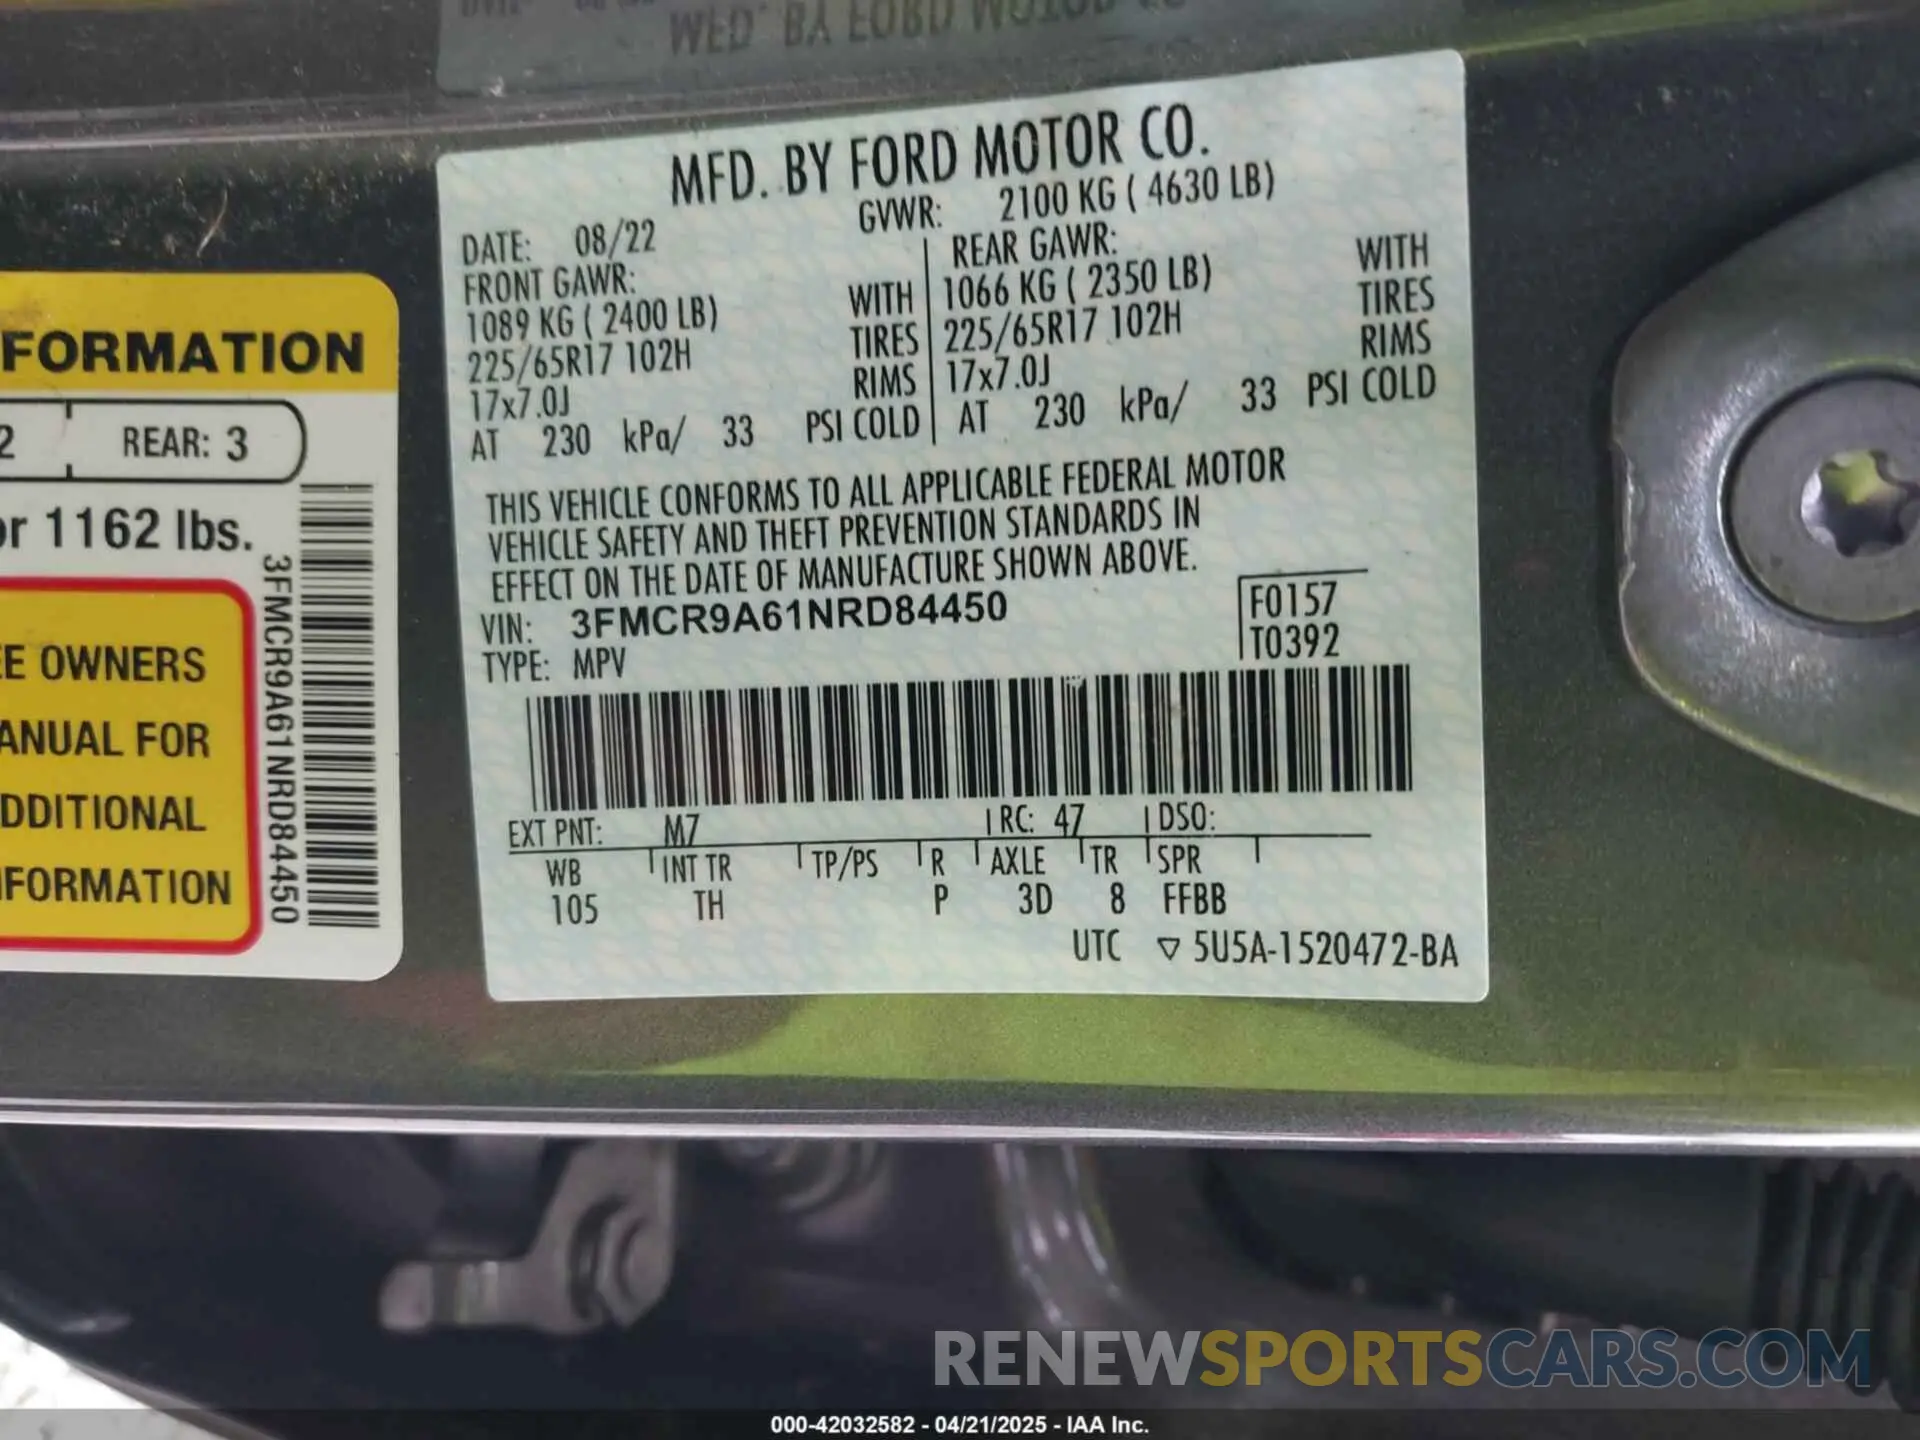 MFD. BY FORD MOTOR CO.
DATE: 08/22
GVWR: 2100 KG ( 4630 LB)
FRONT GAWR:
1089 KG ( 2400 LB) WITH
225/65R17 102H TIRES
17x7.0J RIMS
AT 230 kPa/ 33 PSI COLD
REAR GAWR: WITH
1066 KG ( 2350 LB) TIRES
225/65R17 102H RIMS
17x7.0J
AT 230 kPa/ 33 PSI COLD
THIS VEHICLE CONFORMS TO ALL APPLICABLE FEDERAL MOTOR
VEHICLE SAFETY AND THEFT PREVENTION STANDARDS IN
EFFECT ON THE DATE OF MANUFACTURE SHOWN ABOVE.
VIN: 3FMCR9A61NRD84450
TYPE: MPV
F0157
T0392
EXT PNT: M7 RC: 47 DSO:
WB INT TR TP/PS R AXLE TR SPR
105 TH P 3D 8 FFBB
UTC ▽ 5U5A-1520472-BA
FORMATION
2 REAR: 3
or 1162 lbs.
3FMCR9A61NRD84450
EE OWNERS
ANUAL FOR
DDITIONAL
FORMATION
MFD. BY FORD MOTOR
RENEWSPORTSCARS.COM
000-42032582 - 04/21/2025 - IAA Inc.